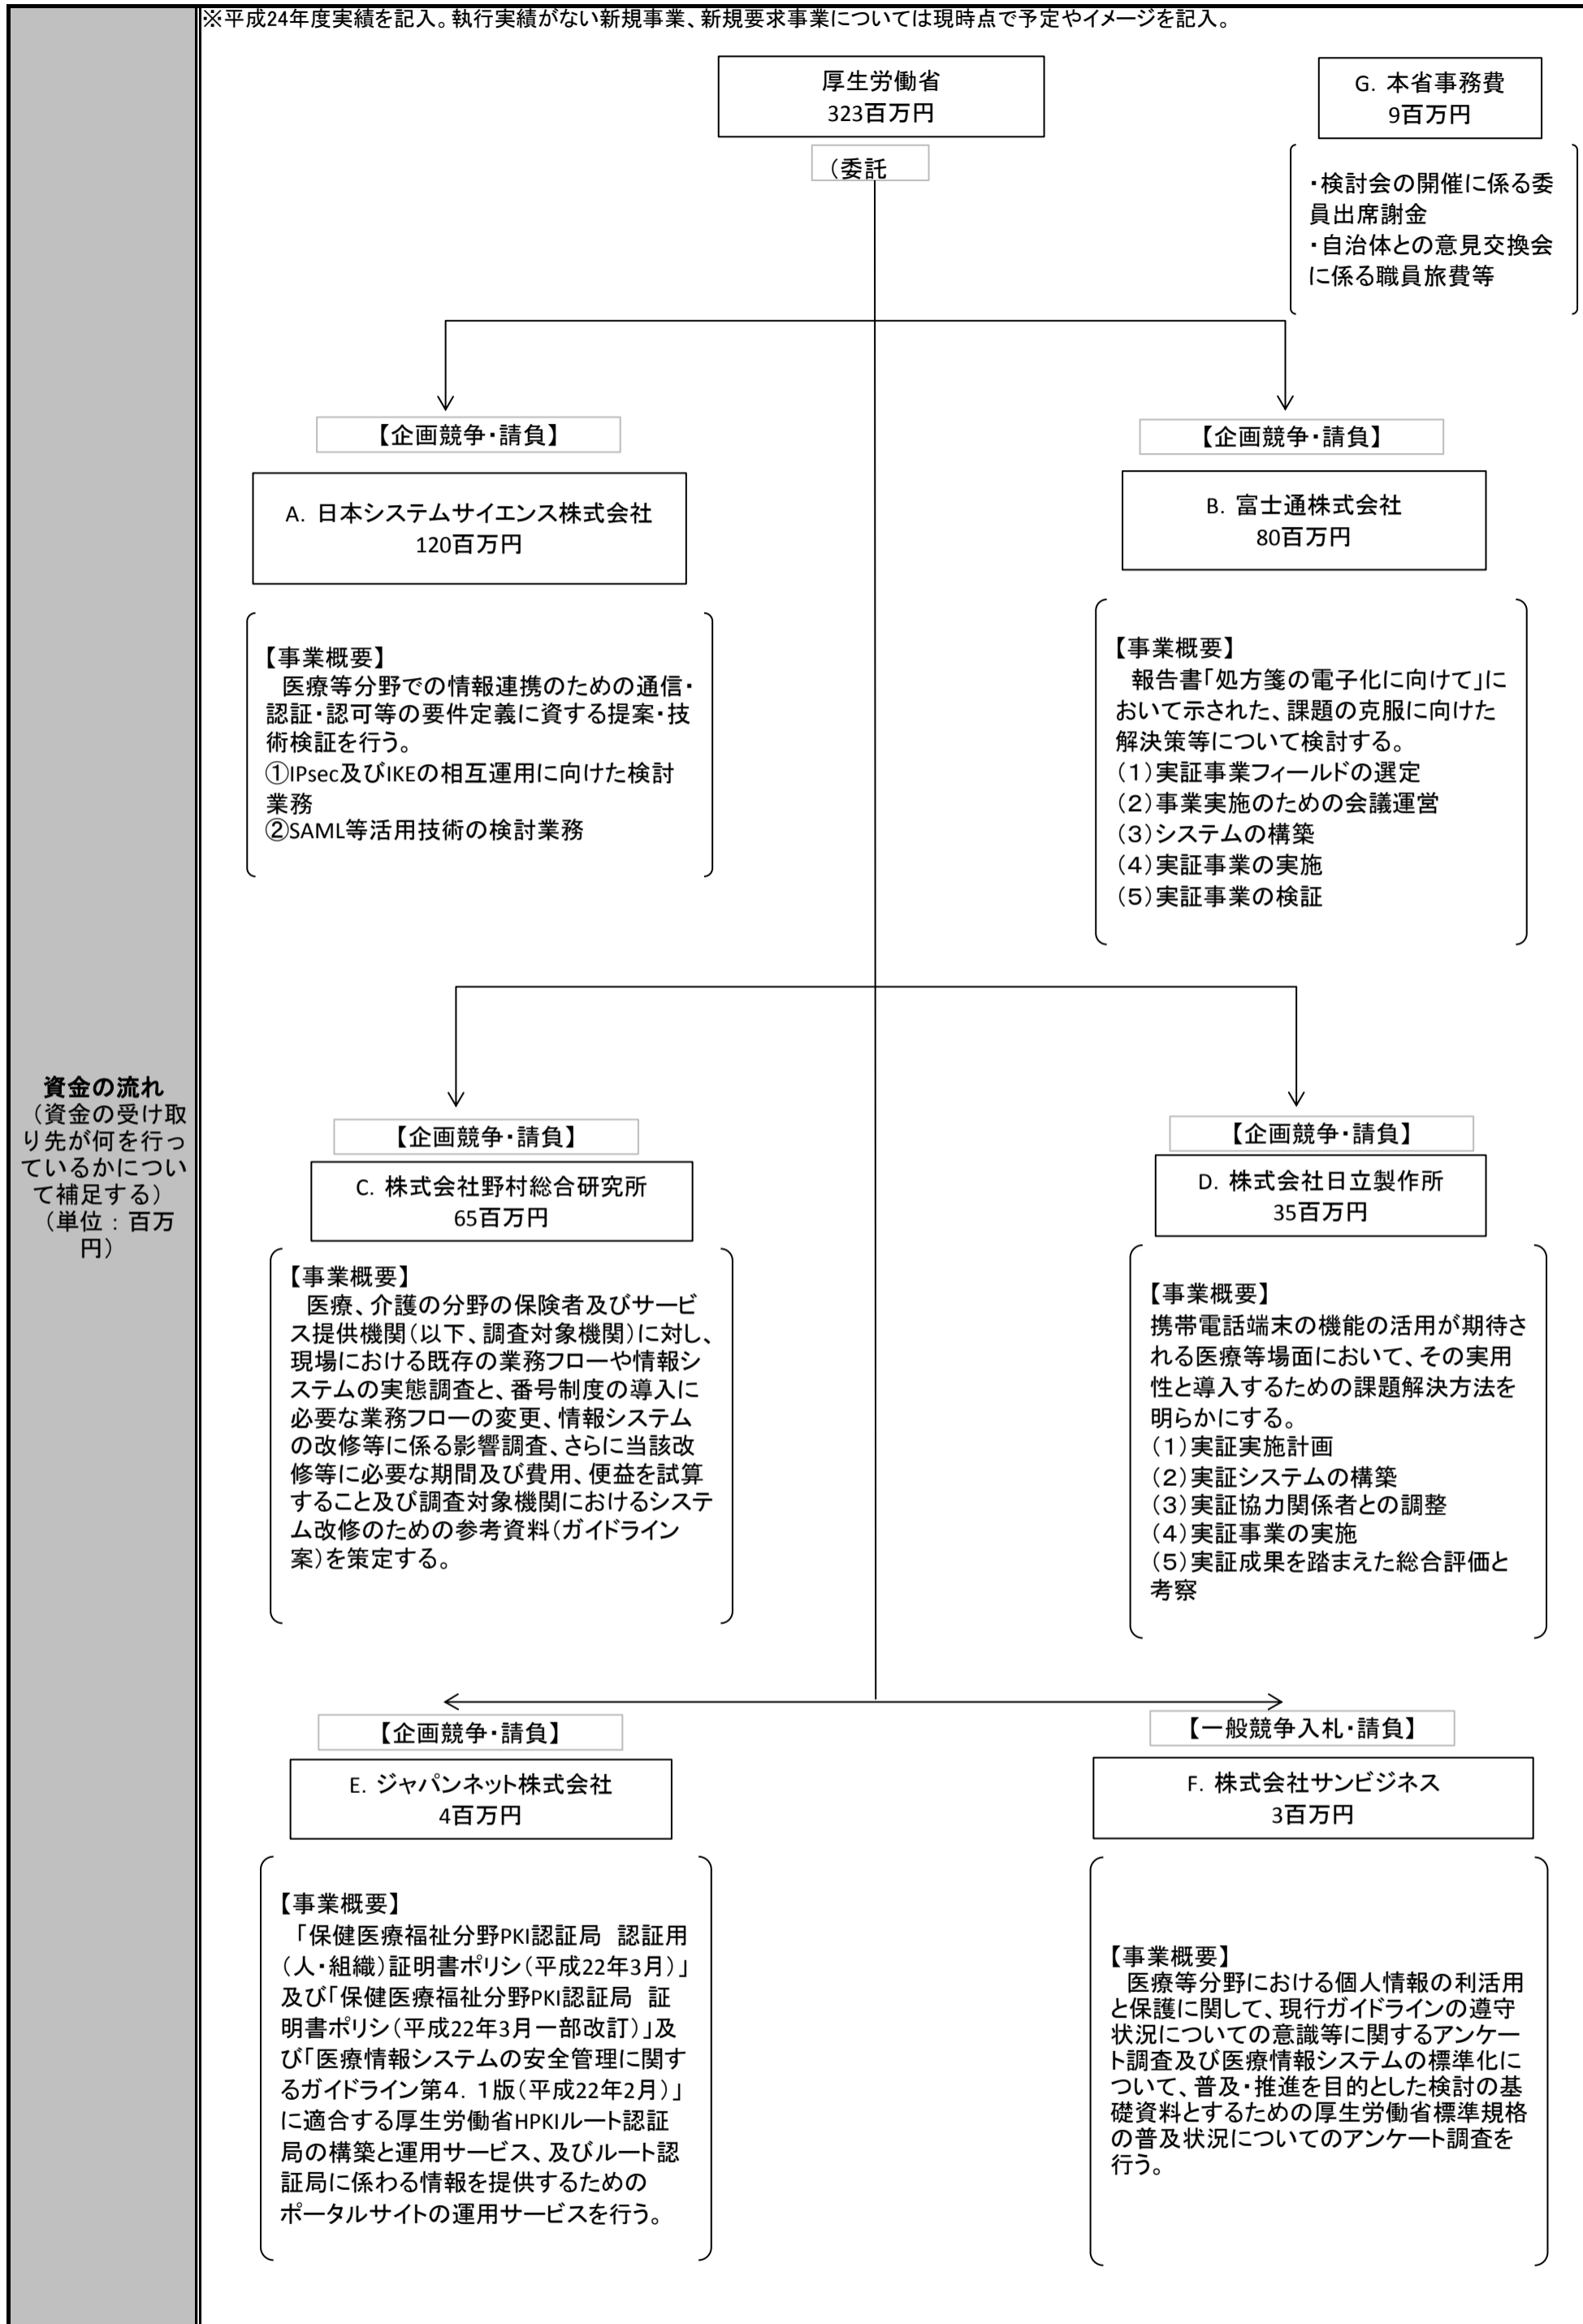 ※平成24年度実績を記入。執行実績がない新規事業、新規要求事業については現時点で予定やイメージを記入。
資金の流れ
（資金の受け取
り先が何を行っ
ているかについ
て補足する）
（単位：百万
円）
厚生労働省
323百万円
（委託
G. 本省事務費
9百万円
・検討会の開催に係る委
員出席謝金
・自治体との意見交換会
に係る職員旅費等
【企画競争・請負】
A. 日本システムサイエンス株式会社
120百万円
【事業概要】
医療等分野での情報連携のための通信・
認証・認可等の要件定義に資する提案・技
術検証を行う。
①IPsec及びIKEの相互運用に向けた検討
業務
②SAML等活用技術の検討業務
【企画競争・請負】
B. 富士通株式会社
80百万円
【事業概要】
報告書「処方箋の電子化に向けて」に
おいて示された、課題の克服に向けた
解決策等について検討する。
（1）実証事業フィールドの選定
（2）事業実施のための会議運営
（3）システムの構築
（4）実証事業の実施
（5）実証事業の検証
【企画競争・請負】
C. 株式会社野村総合研究所
65百万円
【事業概要】
医療、介護の分野の保険者及びサービ
ス提供機関（以下、調査対象機関）に対し、
現場における既存の業務フローや情報シ
ステムの実態調査と、番号制度の導入に
必要な業務フローの変更、情報システム
の改修等に係る影響調査、さらに当該改
修等に必要な期間及び費用、便益を試算
すること及び調査対象機関におけるシステ
ム改修のための参考資料（ガイドライン
案）を策定する。
【企画競争・請負】
D. 株式会社日立製作所
35百万円
【事業概要】
携帯電話端末の機能の活用が期待さ
れる医療等場面において、その実用
性と導入するための課題解決方法を
明らかにする。
（1）実証実施計画
（2）実証システムの構築
（3）実証協力関係者との調整
（4）実証事業の実施
（5）実証成果を踏まえた総合評価と
考察
【企画競争・請負】
E. ジャパンネット株式会社
4百万円
【事業概要】
「保健医療福祉分野PKI認証局 認証用
（人・組織）証明書ポリシ（平成22年3月）」
及び「保健医療福祉分野PKI認証局 証
明書ポリシ（平成22年3月一部改訂）」及
び「医療情報システムの安全管理に関す
るガイドライン第4．1版（平成22年2月）」
に適合する厚生労働省HPKIルート認証
局の構築と運用サービス、及びルート認
証局に係わる情報を提供するための
ポータルサイトの運用サービスを行う。
【一般競争入札・請負】
F. 株式会社サンビジネス
3百万円
【事業概要】
医療等分野における個人情報の利活用
と保護に関して、現行ガイドラインの遵守
状況についての意識等に関するアンケー
ト調査及び医療情報システムの標準化に
ついて、普及・推進を目的とした検討の基
礎資料とするための厚生労働省標準規格
の普及状況についてのアンケート調査を
行う。